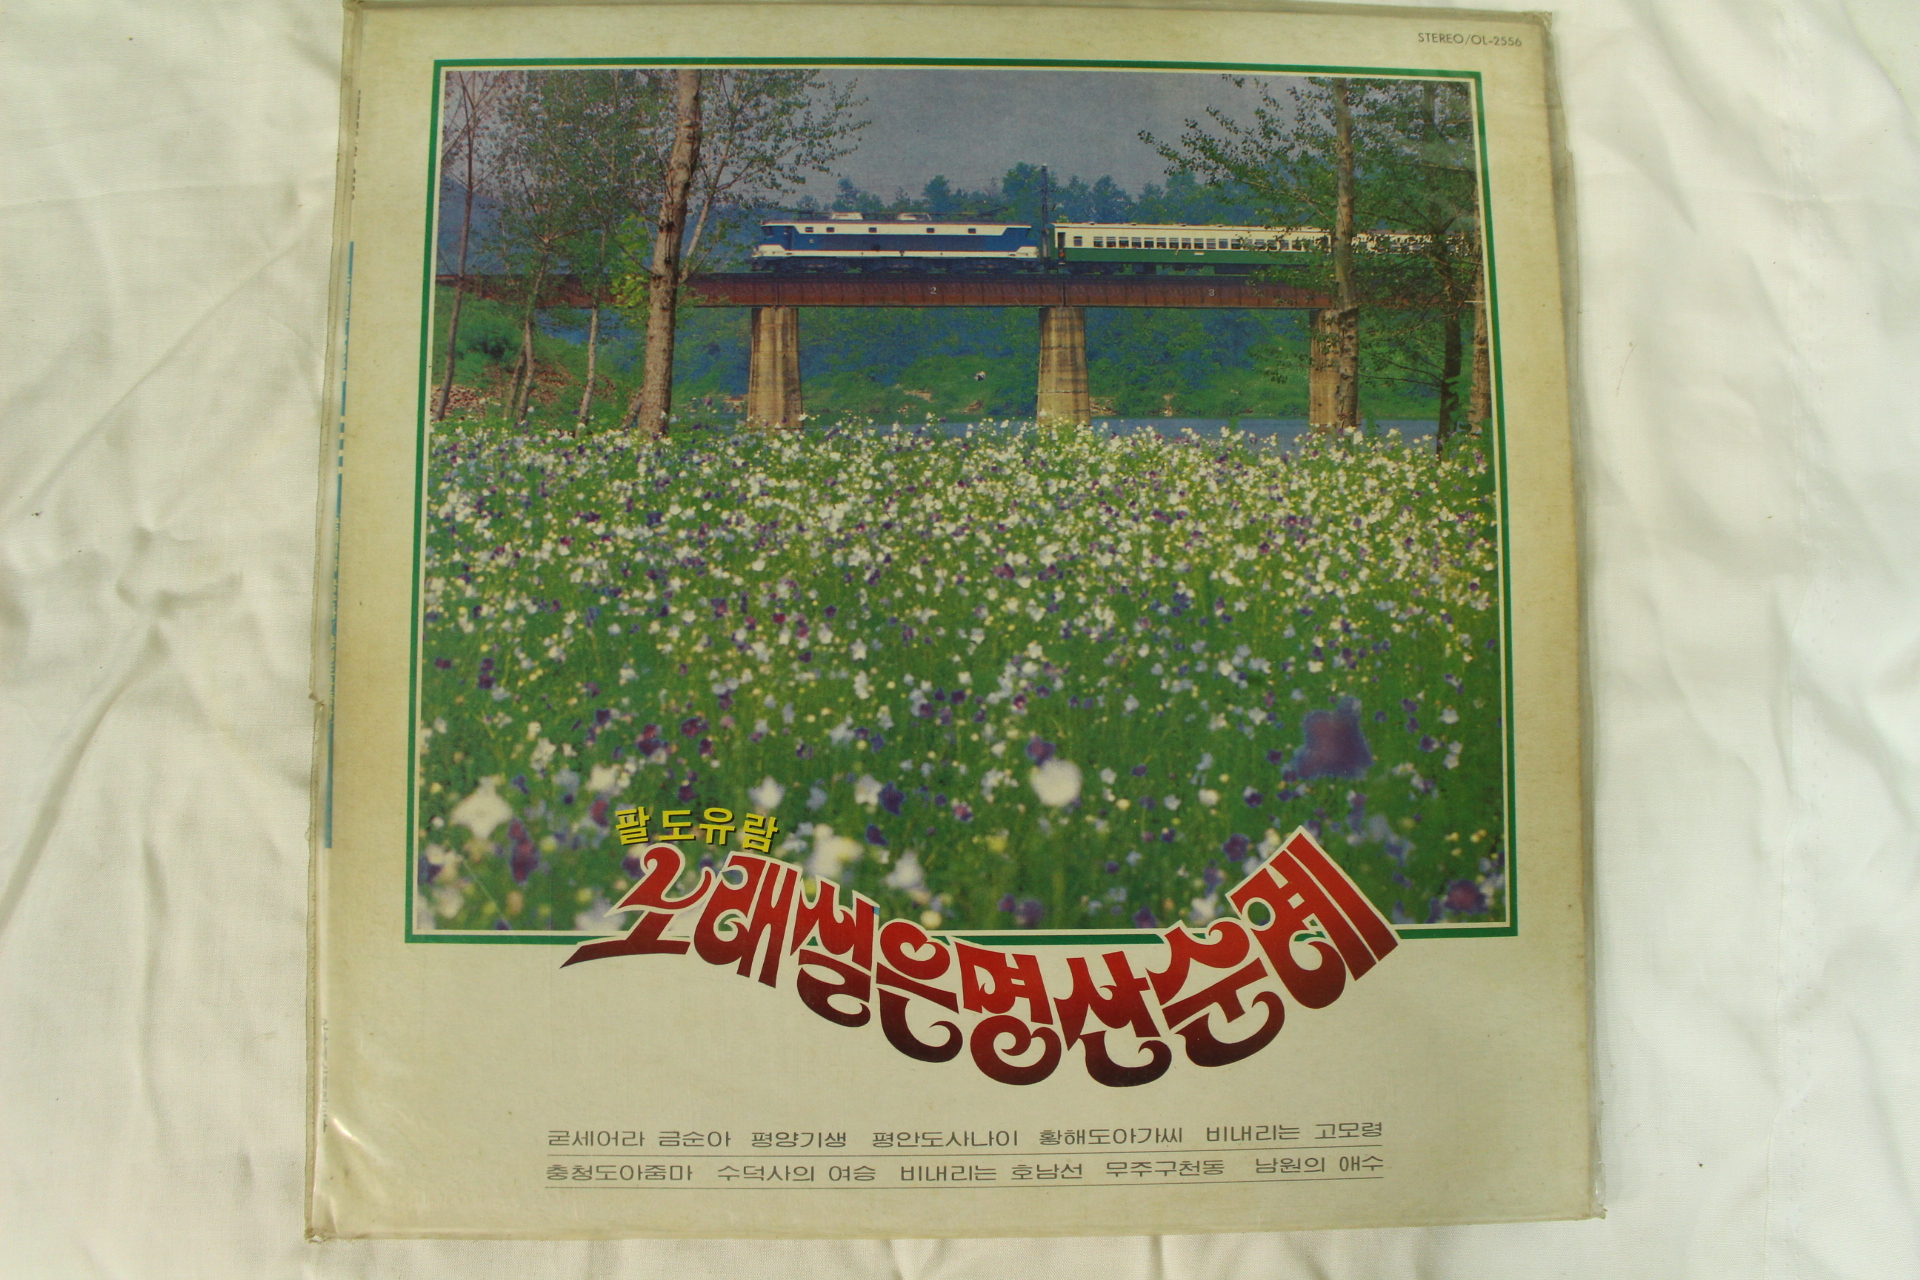 STEREO/OL-2556
2
3
팔도유람
노래실은명산순례
굳세어라 금순아 평양기생 평안도사나이 황해도아가씨 비내리는 고모령
충청도아줌마 수덕사의 여승 비내리는 호남선 무주구천동 남원의 애수